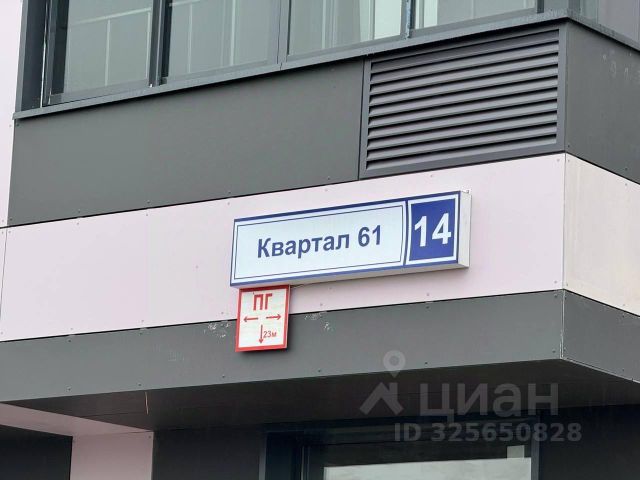 Квартал 61 14
ПГ
23м
циан
ID 325650828